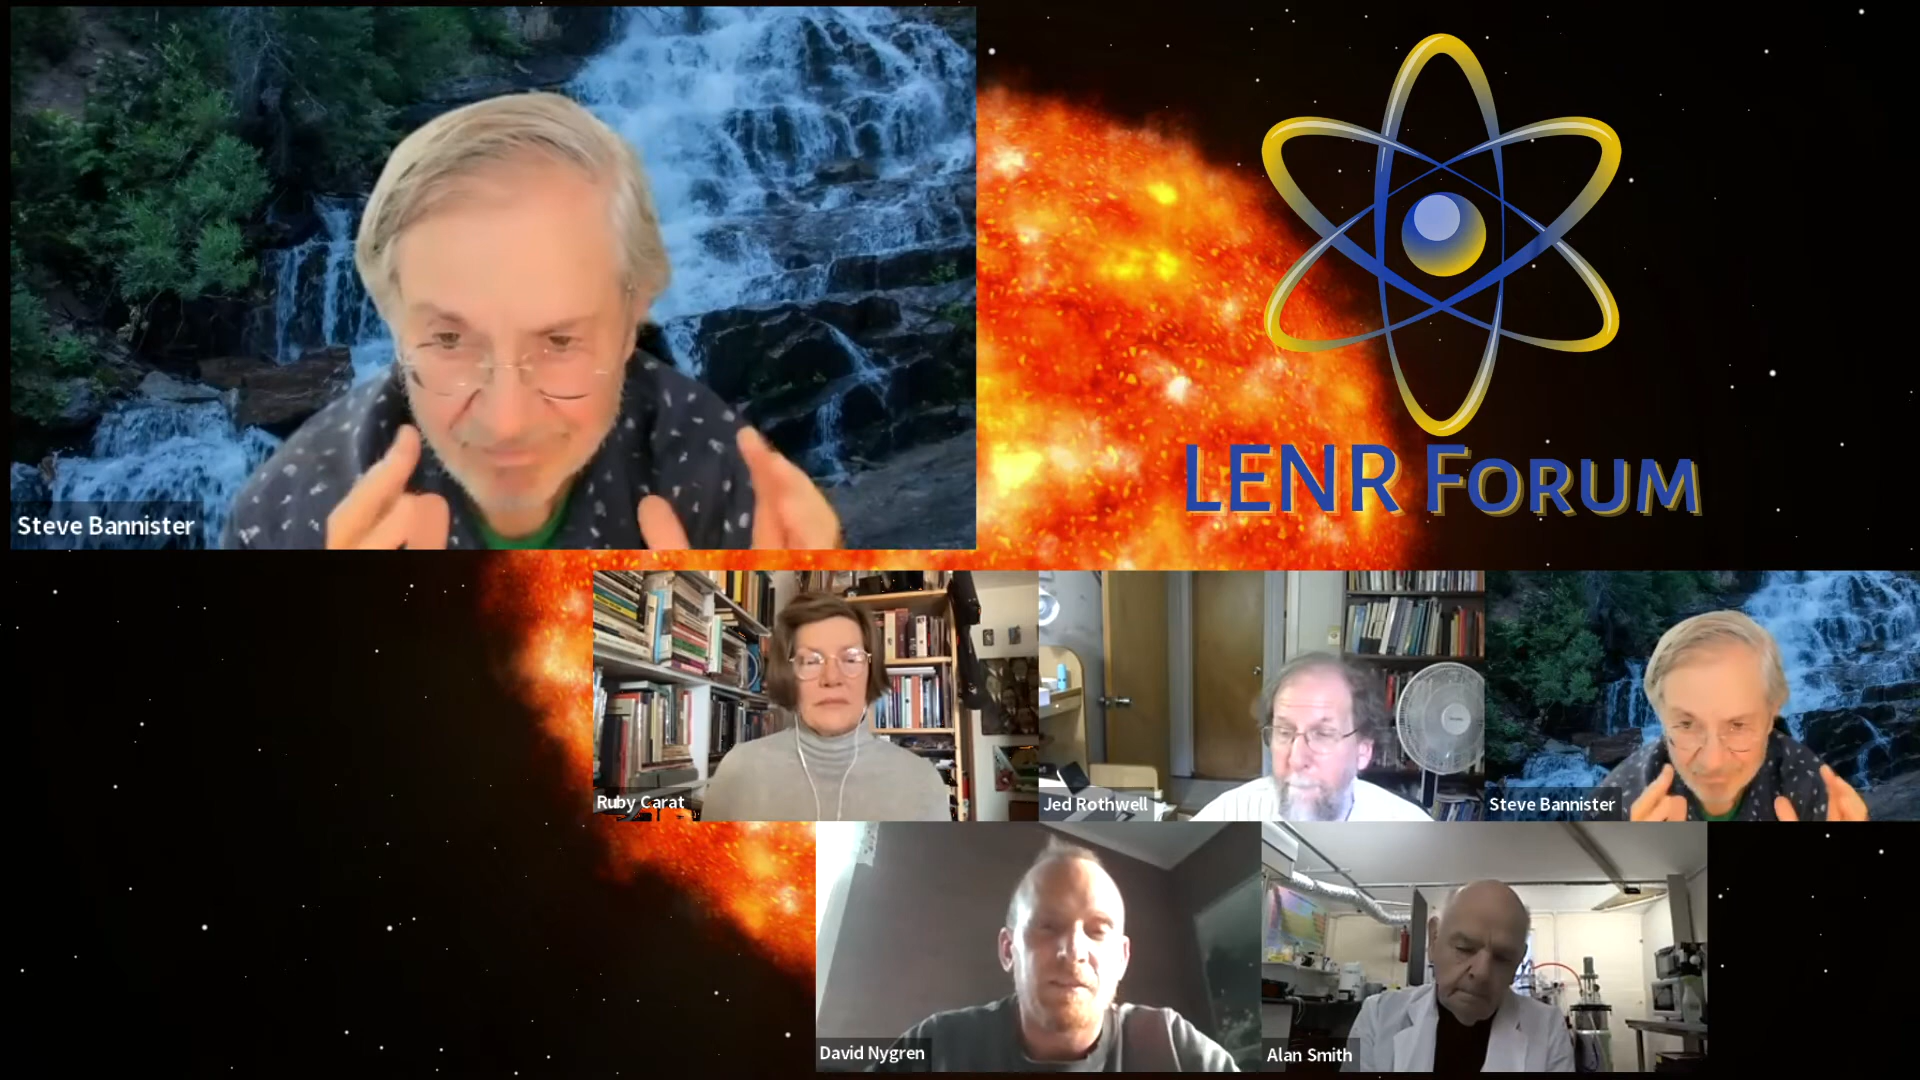 LENR FORUM
Steve Bannister
Ruby Carat
Jed Rothwell
Steve Bannister
David Nygren
Alan Smith